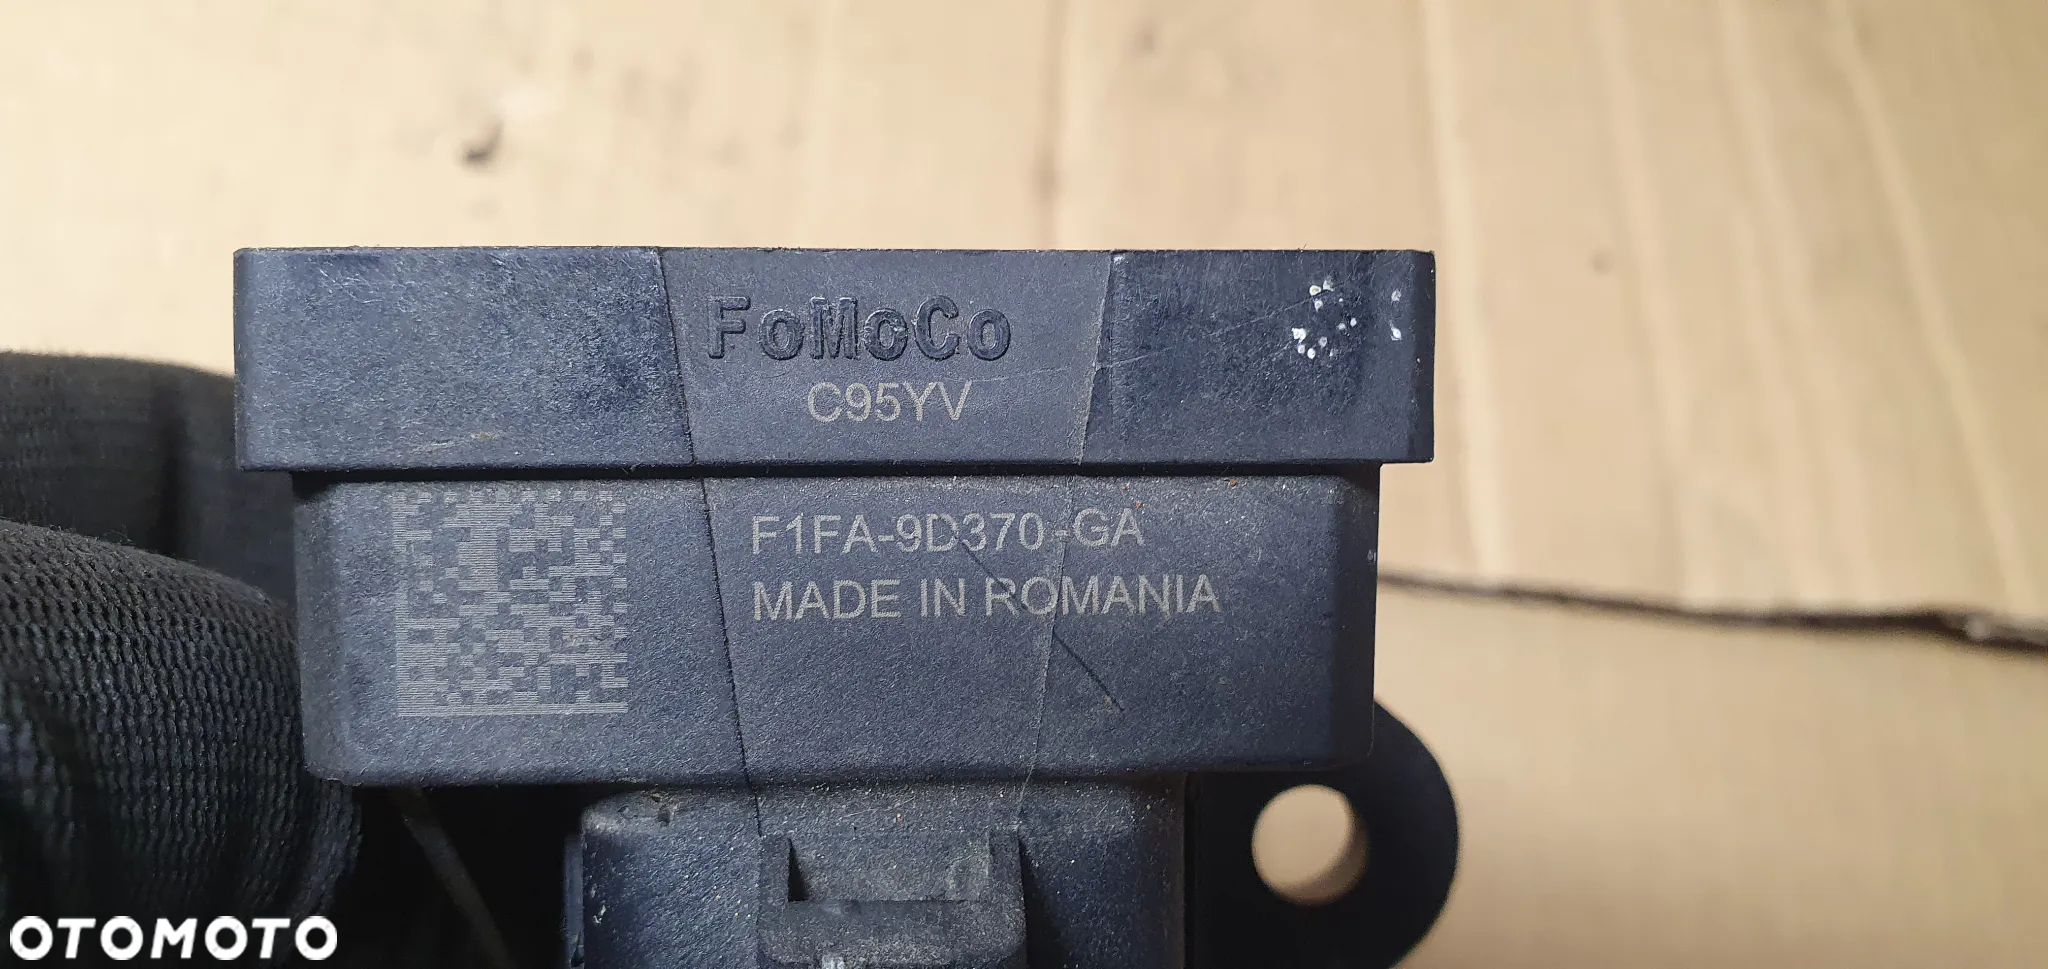 FoMoCo
C95YV
F1FA-9D370-GA
MADE IN ROMANIA
OTOMOTO